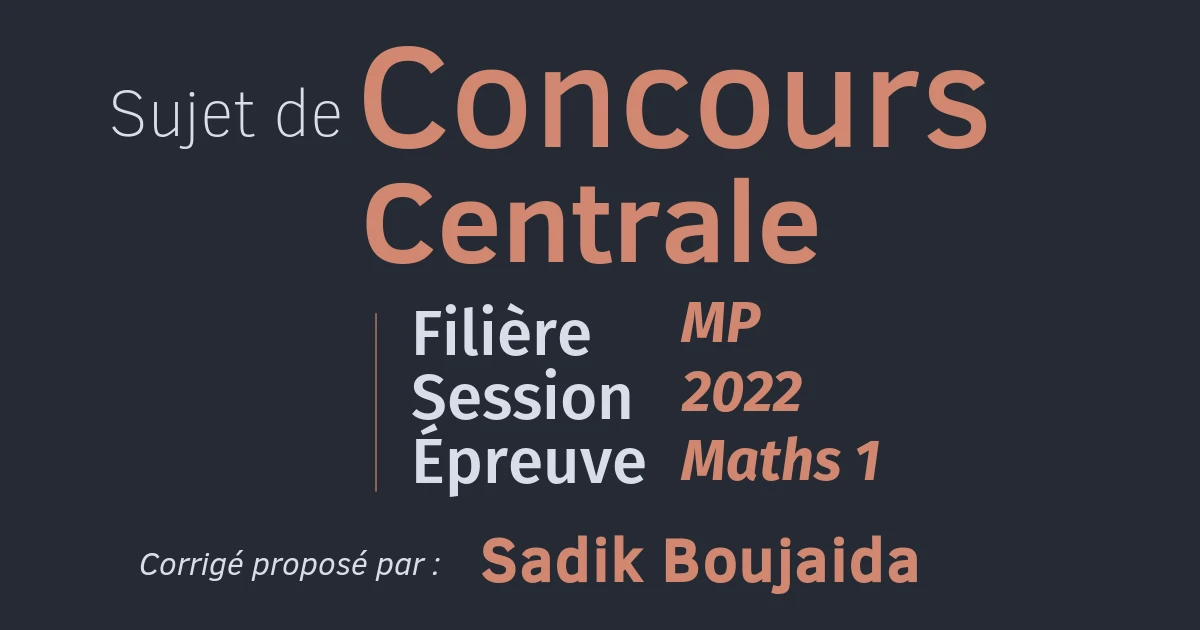 Sujet de Concours
Centrale
Filière MP
Session 2022
Épreuve Maths 1
Corrigé proposé par : Sadik Boujaida